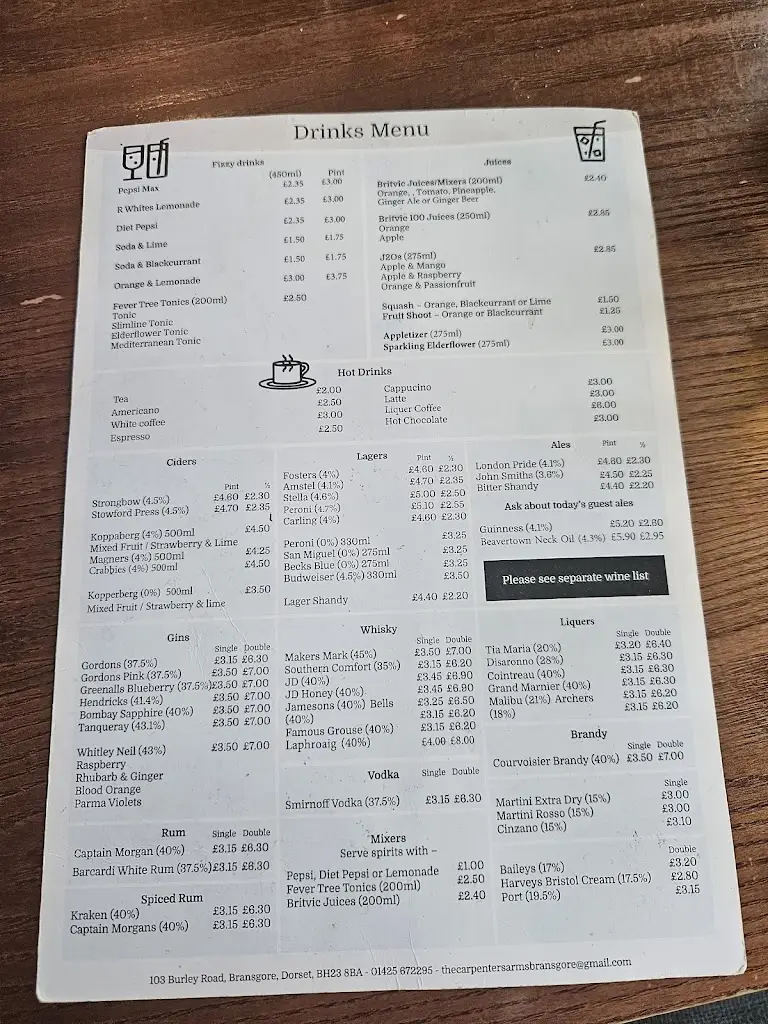 Drinks Menu
Fizzy drinks
(450ml) Pint
Pepsi Max £2.35 £3.00
R Whites Lemonade £2.35 £3.00
Diet Pepsi £2.35 £3.00
Soda & Lime £1.50 £1.75
Soda & Blackcurrant £1.50 £1.75
Orange & Lemonade £3.00 £3.75
Fever Tree Tonics (200ml) £2.50
Tonic
Slimline Tonic
Elderflower Tonic
Mediterranean Tonic
Juices
Britvic Juices/Mixers (200ml) £2.40
Orange, , Tomato, Pineapple,
Ginger Ale or Ginger Beer
Britvic 100 Juices (250ml) £2.85
Orange
Apple
J2Os (275ml) £2.85
Apple & Mango
Apple & Raspberry
Orange & Passionfruit
Squash – Orange, Blackcurrant or Lime £1.50
Fruit Shoot – Orange or Blackcurrant £1.25
Appletizer (275ml) £3.00
Sparkling Elderflower (275ml) £3.00
Hot Drinks
Tea £2.00
Americano £2.50
White coffee £3.00
Espresso £2.50
Cappucino £3.00
Latte £3.00
Liquer Coffee £6.00
Hot Chocolate £3.00
Ciders
Pint ½
Strongbow (4.5%) £4.60 £2.30
Stowford Press (4.5%) £4.70 £2.35
Koppaberg (4%) 500ml £4.50
Mixed Fruit / Strawberry & Lime
Magners (4%) 500ml £4.25
Crabbies (4%) 500ml £4.50
Kopperberg (0%) 500ml £3.50
Mixed Fruit / Strawberry & lime
Lagers
Pint ½
Fosters (4%) £4.60 £2.30
Amstel (4.1%) £4.70 £2.35
Stella (4.6%) £5.00 £2.50
Peroni (4.7%) £5.10 £2.55
Carling (4%) £4.60 £2.30
Peroni (0%) 330ml £3.25
San Miguel (0%) 275ml £3.25
Becks Blue (0%) 275ml £3.25
Budweiser (4.5%) 330ml £3.50
Lager Shandy £4.40 £2.20
Ales
Pint ½
London Pride (4.1%) £4.60 £2.30
John Smiths (3.6%) £4.50 £2.25
Bitter Shandy £4.40 £2.20
Ask about today's guest ales
Guinness (4.1%) £5.20 £2.60
Beavertown Neck Oil (4.3%) £5.90 £2.95
Please see separate wine list
Gins
Single Double
Gordons (37.5%) £3.15 £6.30
Gordons Pink (37.5%) £3.50 £7.00
Greenalls Blueberry (37.5%) £3.50 £7.00
Hendricks (41.4%) £3.50 £7.00
Bombay Sapphire (40%) £3.50 £7.00
Tanqueray (43.1%) £3.50 £7.00
Whitley Neil (43%) £3.50 £7.00
Raspberry
Rhubarb & Ginger
Blood Orange
Parma Violets
Rum
Single Double
Captain Morgan (40%) £3.15 £6.30
Barcardi White Rum (37.5%) £3.15 £6.30
Spiced Rum
Kraken (40%) £3.15 £6.30
Captain Morgans (40%) £3.15 £6.30
Whisky
Single Double
Makers Mark (45%) £3.50 £7.00
Southern Comfort (35%) £3.15 £6.20
JD (40%) £3.45 £6.90
JD Honey (40%) £3.45 £6.90
Jamesons (40%) Bells £3.25 £6.50
(40%) £3.15 £6.20
Famous Grouse (40%) £3.15 £6.20
Laphroaig (40%) £4.00 £8.00
Vodka
Single Double
Smirnoff Vodka (37.5%) £3.15 £6.30
Mixers
Serve spirits with –
Pepsi, Diet Pepsi or Lemonade £1.00
Fever Tree Tonics (200ml) £2.50
Britvic Juices (200ml) £2.40
Liquers
Single Double
Tia Maria (20%) £3.20 £6.40
Disaronno (28%) £3.15 £6.30
Cointreau (40%) £3.15 £6.30
Grand Marnier (40%) £3.15 £6.30
Malibu (21%) Archers £3.15 £6.20
(18%) £3.15 £6.20
Brandy
Single Double
Courvoisier Brandy (40%) £3.50 £7.00
Single
Martini Extra Dry (15%) £3.00
Martini Rosso (15%) £3.00
Cinzano (15%) £3.10
Double
Baileys (17%) £3.20
Harveys Bristol Cream (17.5%) £2.80
Port (19.5%) £3.15
103 Burley Road, Bransgore, Dorset, BH23 8BA - 01425 672295 - thecarpentersarmsbransgore@gmail.com